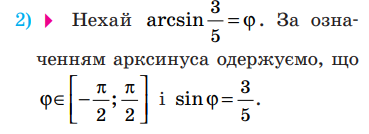 2) ▶ Нехай arcsin 3/5 = φ. За озна-
ченням арксинуса одержуємо, що
φ∈[−π/2; π/2] і sin φ = 3/5.